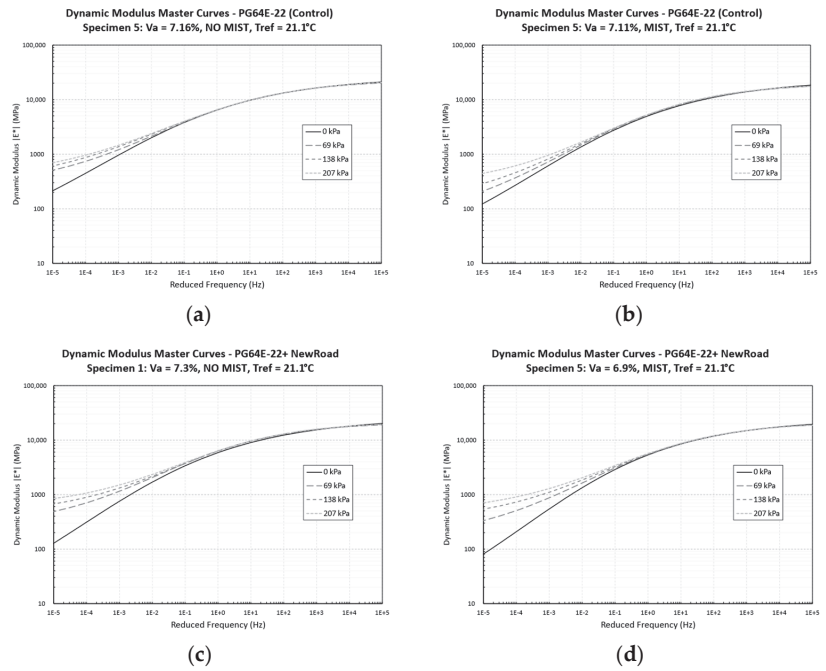 Dynamic Modulus Master Curves - PG64E-22 (Control)
Specimen 5: Va = 7.16%, NO MIST, Tref = 21.1°C
Dynamic Modulus |E*| (MPa)
100,000
10,000
1000
100
10
1E-5 1E-4 1E-3 1E-2 1E-1 1E+0 1E+1 1E+2 1E+3 1E+4 1E+5
Reduced Frequency (Hz)
0 kPa
69 kPa
138 kPa
207 kPa
(a)
Dynamic Modulus Master Curves - PG64E-22 (Control)
Specimen 5: Va = 7.11%, MIST, Tref = 21.1°C
Dynamic Modulus |E*| (MPa)
100,000
10,000
1000
100
10
1E-5 1E-4 1E-3 1E-2 1E-1 1E+0 1E+1 1E+2 1E+3 1E+4 1E+5
Reduced Frequency (Hz)
0 kPa
69 kPa
138 kPa
207 kPa
(b)
Dynamic Modulus Master Curves - PG64E-22+ NewRoad
Specimen 1: Va = 7.3%, NO MIST, Tref = 21.1°C
Dynamic Modulus |E*| (MPa)
100,000
10,000
1000
100
10
1E-5 1E-4 1E-3 1E-2 1E-1 1E+0 1E+1 1E+2 1E+3 1E+4 1E+5
Reduced Frequency (Hz)
0 kPa
69 kPa
138 kPa
207 kPa
(c)
Dynamic Modulus Master Curves - PG64E-22+ NewRoad
Specimen 5: Va = 6.9%, MIST, Tref = 21.1°C
Dynamic Modulus |E*| (MPa)
100,000
10,000
1000
100
10
1E-5 1E-4 1E-3 1E-2 1E-1 1E+0 1E+1 1E+2 1E+3 1E+4 1E+5
Reduced Frequency (Hz)
0 kPa
69 kPa
138 kPa
207 kPa
(d)